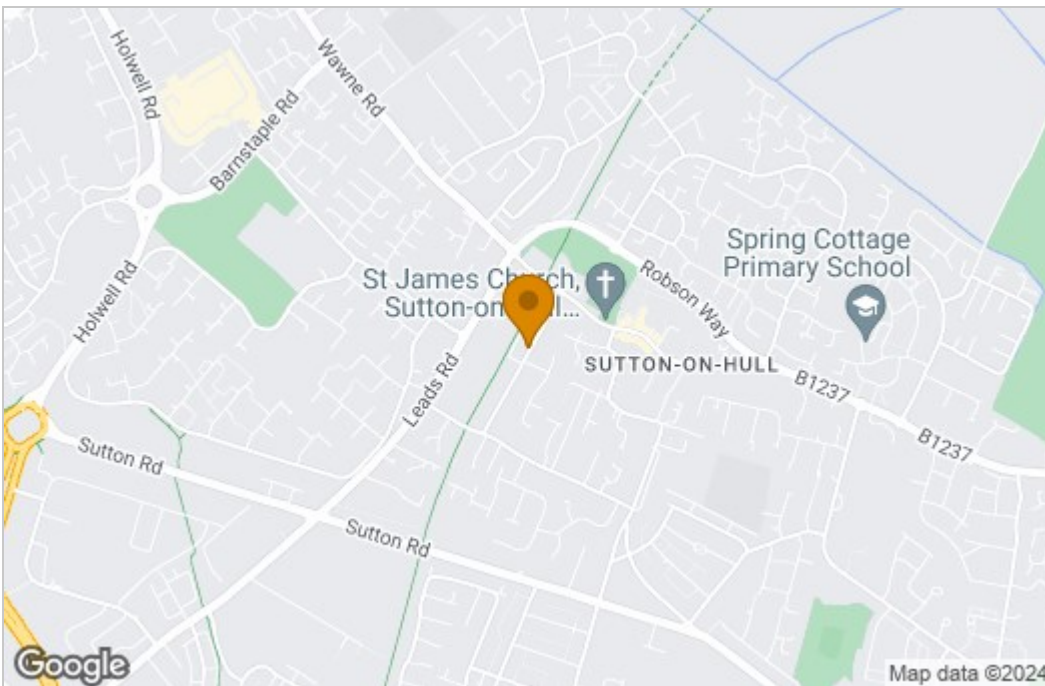 Holwell Rd
Wawne Rd
Barnstaple Rd
Holwell Rd
St James Church,
Sutton-on
ll...
Spring Cottage
Primary School
Robson Way
SUTTON-ON-HULL
B1237
B1237
Leads Rd
Sutton Rd
Sutton Rd
Google
Map data ©2024